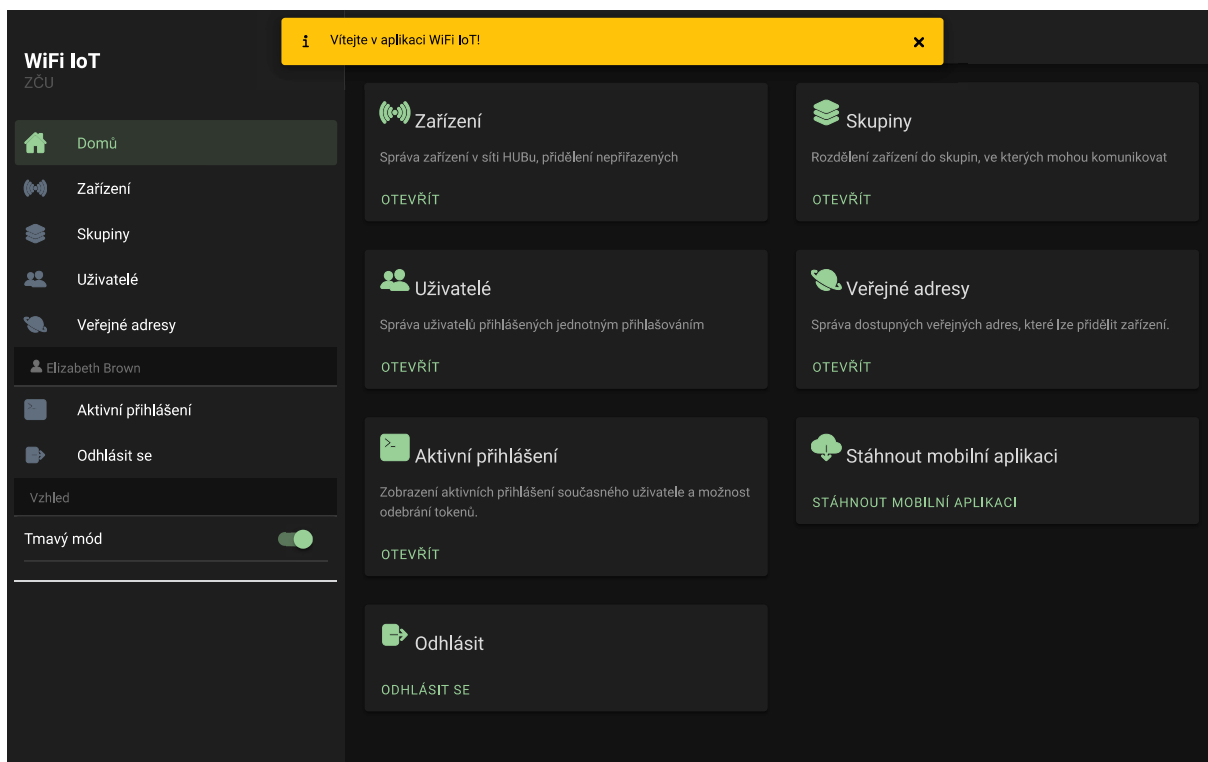 Vítejte v aplikaci WiFi IoT!
WiFi IoT
ZČU
Domů
Zařízení
Skupiny
Uživatelé
Veřejné adresy
Elizabeth Brown
Aktivní přihlášení
Odhlásit se
Vzhled
Tmavý mód
Zařízení
Správa zařízení v síti HUBu, přidělení nepřiřazených
OTEVŘÍT
Skupiny
Rozdělení zařízení do skupin, ve kterých mohou komunikovat
OTEVŘÍT
Uživatelé
Správa uživatelů přihlášených jednotným přihlašováním
OTEVŘÍT
Veřejné adresy
Správa dostupných veřejných adres, které lze přidělit zařízení.
OTEVŘÍT
Aktivní přihlášení
Zobrazení aktivních přihlášení současného uživatele a možnost
odebrání tokenů.
OTEVŘÍT
Stáhnout mobilní aplikaci
STÁHNOUT MOBILNÍ APLIKACI
Odhlásit
ODHLÁSIT SE